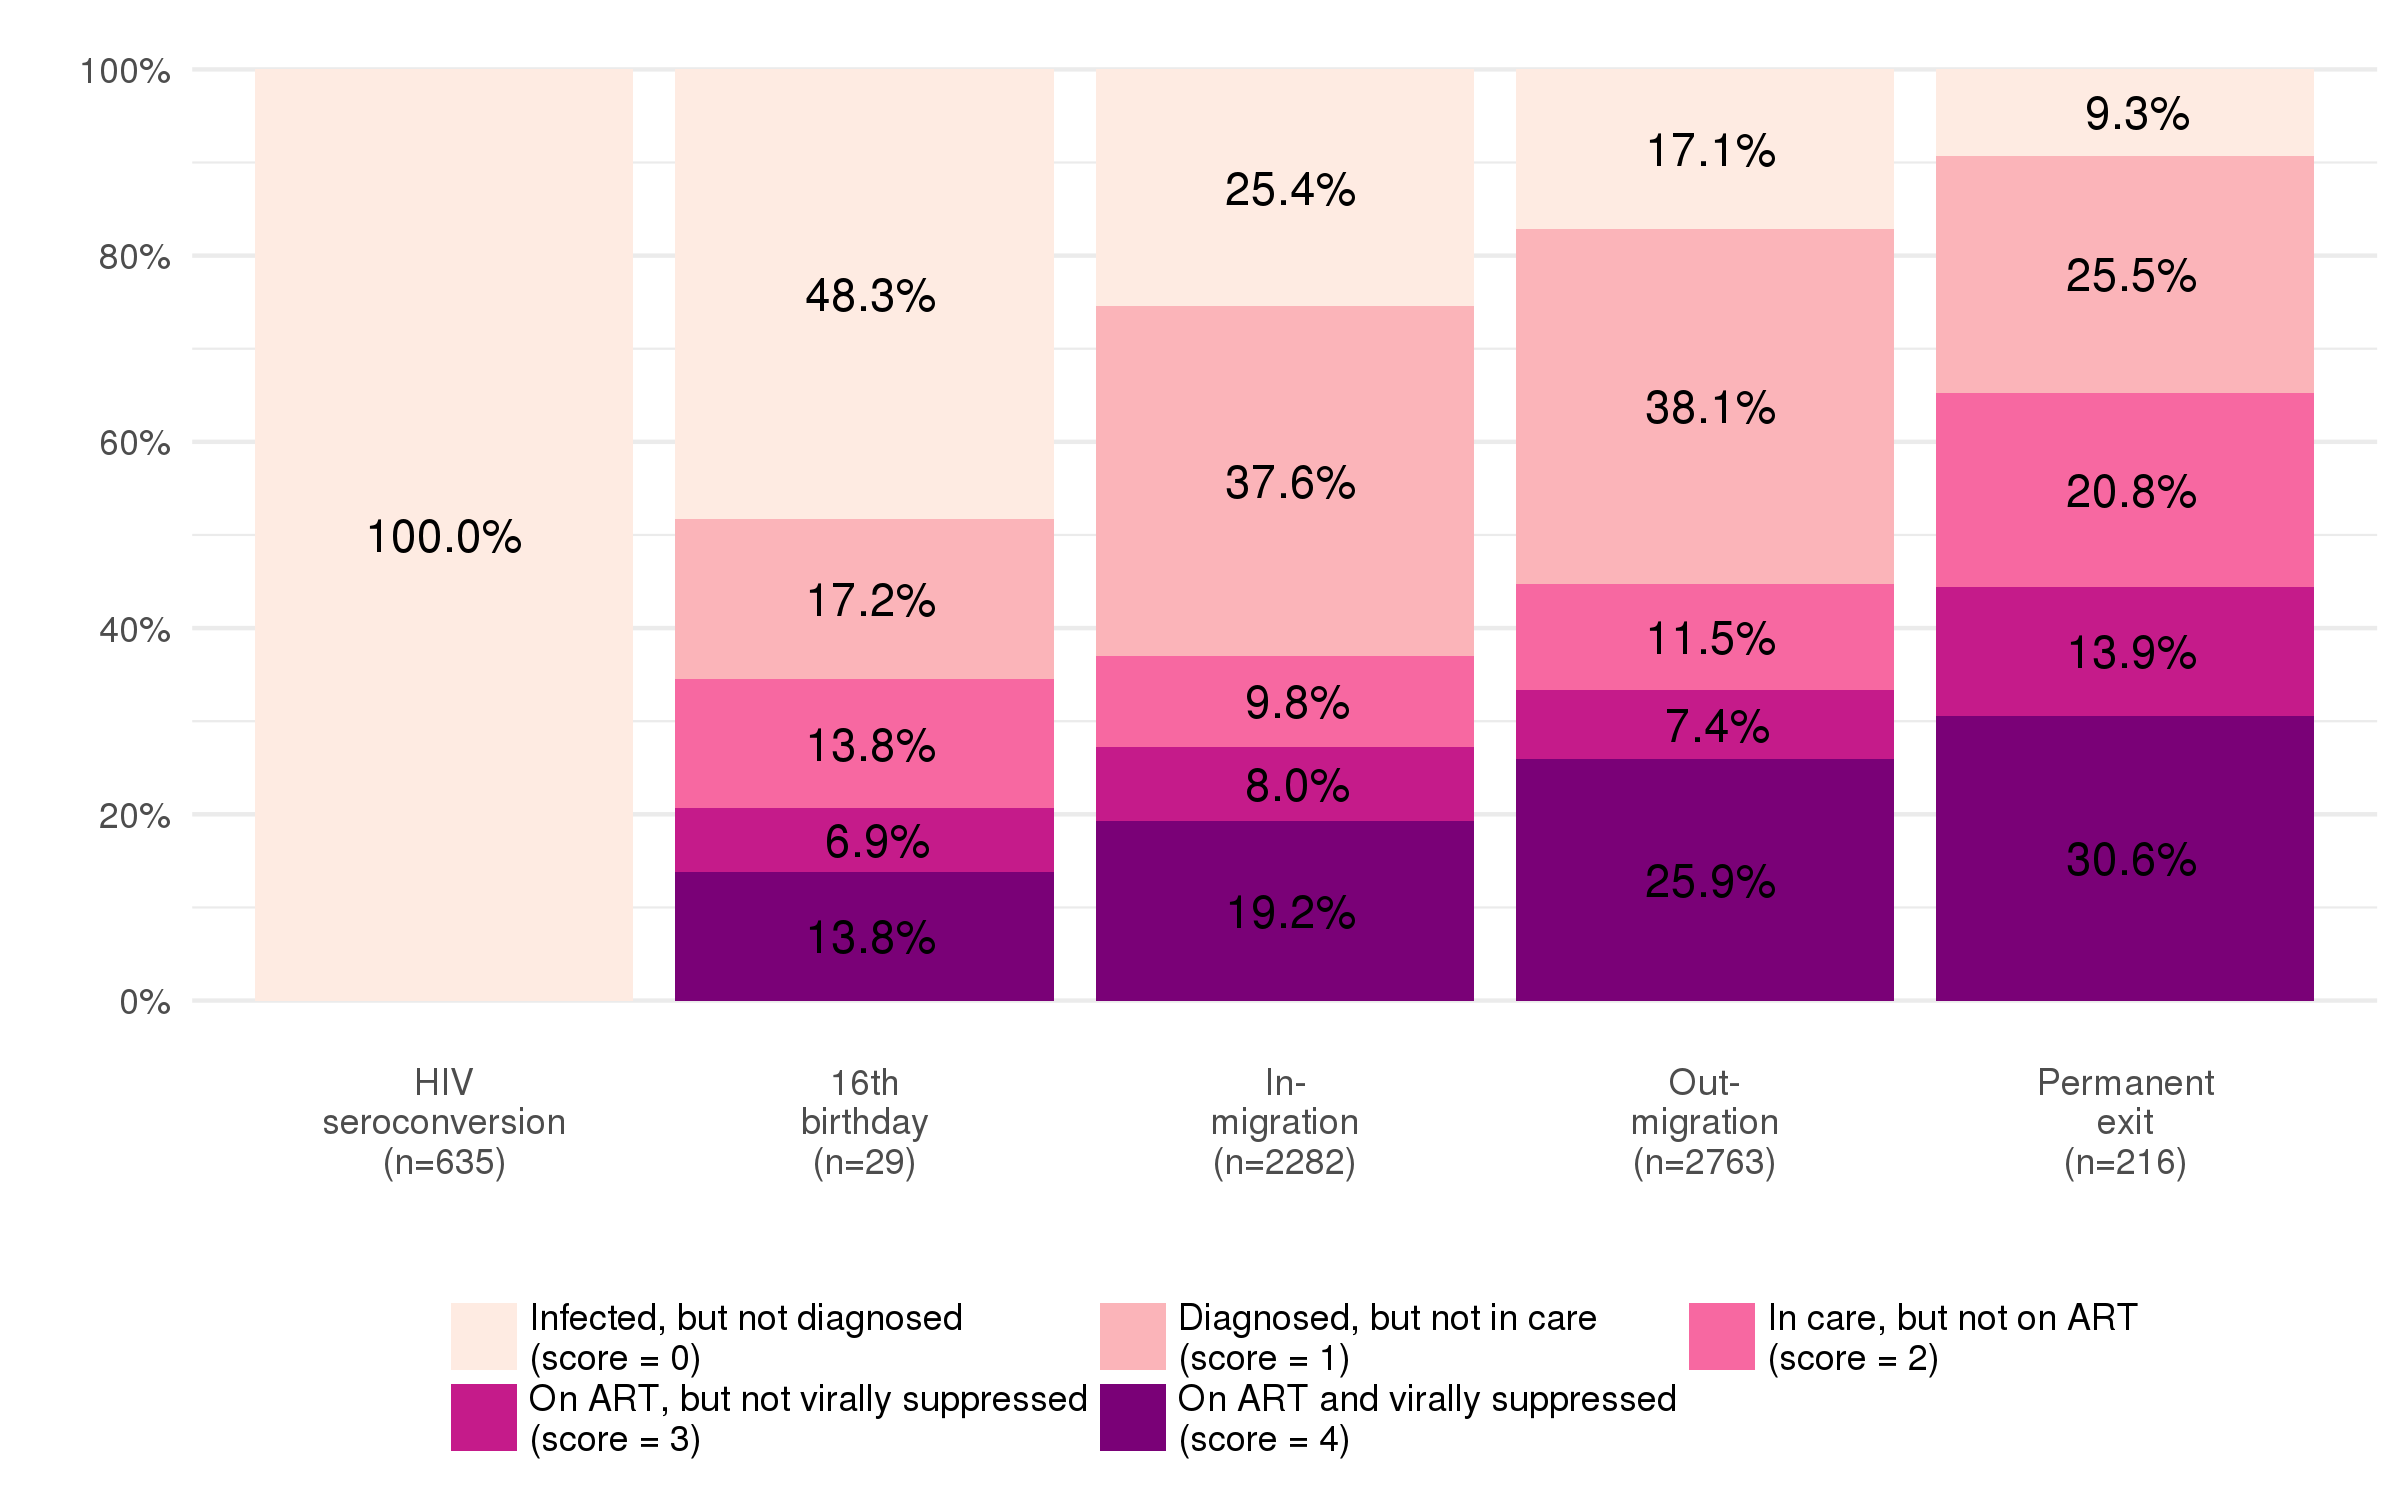 100%
80%
60%
40%
20%
0%
100.0%
48.3%
17.2%
13.8%
6.9%
13.8%
25.4%
37.6%
9.8%
8.0%
19.2%
17.1%
38.1%
11.5%
7.4%
25.9%
9.3%
25.5%
20.8%
13.9%
30.6%
HIV
seroconversion
(n=635)
16th
birthday
(n=29)
In-
migration
(n=2282)
Out-
migration
(n=2763)
Permanent
exit
(n=216)
Infected, but not diagnosed
(score = 0)
Diagnosed, but not in care
(score = 1)
In care, but not on ART
(score = 2)
On ART, but not virally suppressed
(score = 3)
On ART and virally suppressed
(score = 4)